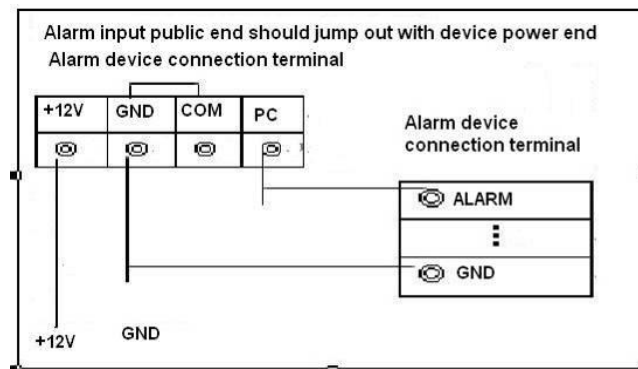 Alarm input public end should jump out with device power end
Alarm device connection terminal
+12V GND COM PC
Alarm device
connection terminal
ALARM
GND
+12V GND